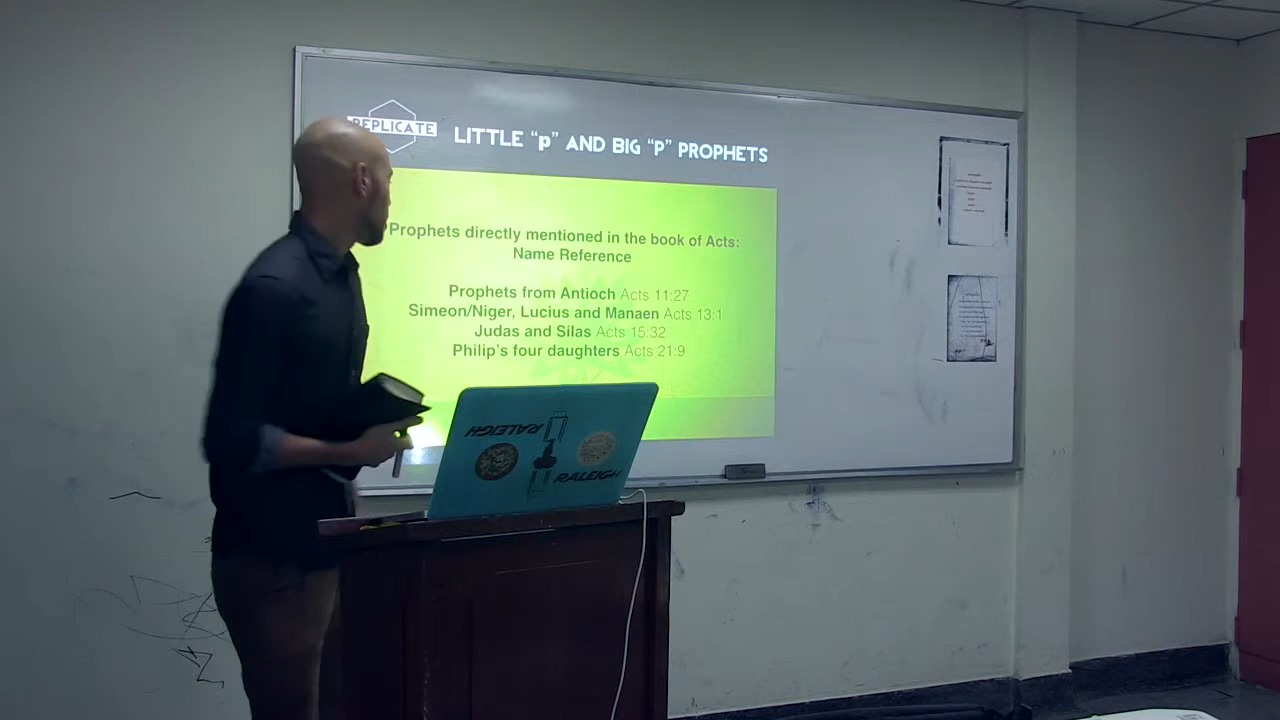 REPLICATE
LITTLE “p” AND BIG “P” PROPHETS
Prophets directly mentioned in the book of Acts:
Name Reference
Prophets from Antioch Acts 11:27
Simeon/Niger, Lucius and Manaen Acts 13:1
Judas and Silas Acts 15:32
Philip's four daughters Acts 21:9
RALEIGH
RALEIGH